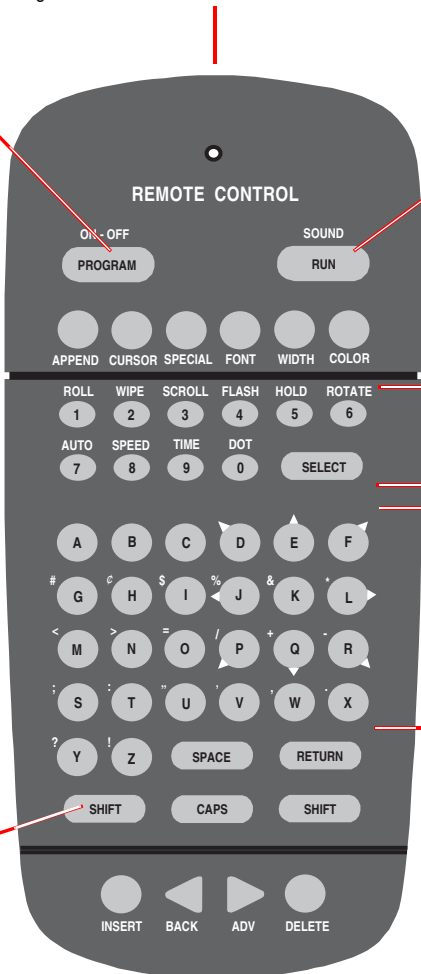 REMOTE CONTROL
ON - OFF SOUND
PROGRAM RUN
APPEND CURSOR SPECIAL FONT WIDTH COLOR
ROLL WIPE SCROLL FLASH HOLD ROTATE
1 2 3 4 5 6
AUTO SPEED TIME DOT
7 8 9 0 SELECT
A B C D E F
# ¢ $ % & *
G H I J K L
< > = / + -
M N O P Q R
; : " ' , .
S T U V W X
? !
Y Z SPACE RETURN
SHIFT CAPS SHIFT
INSERT BACK ADV DELETE